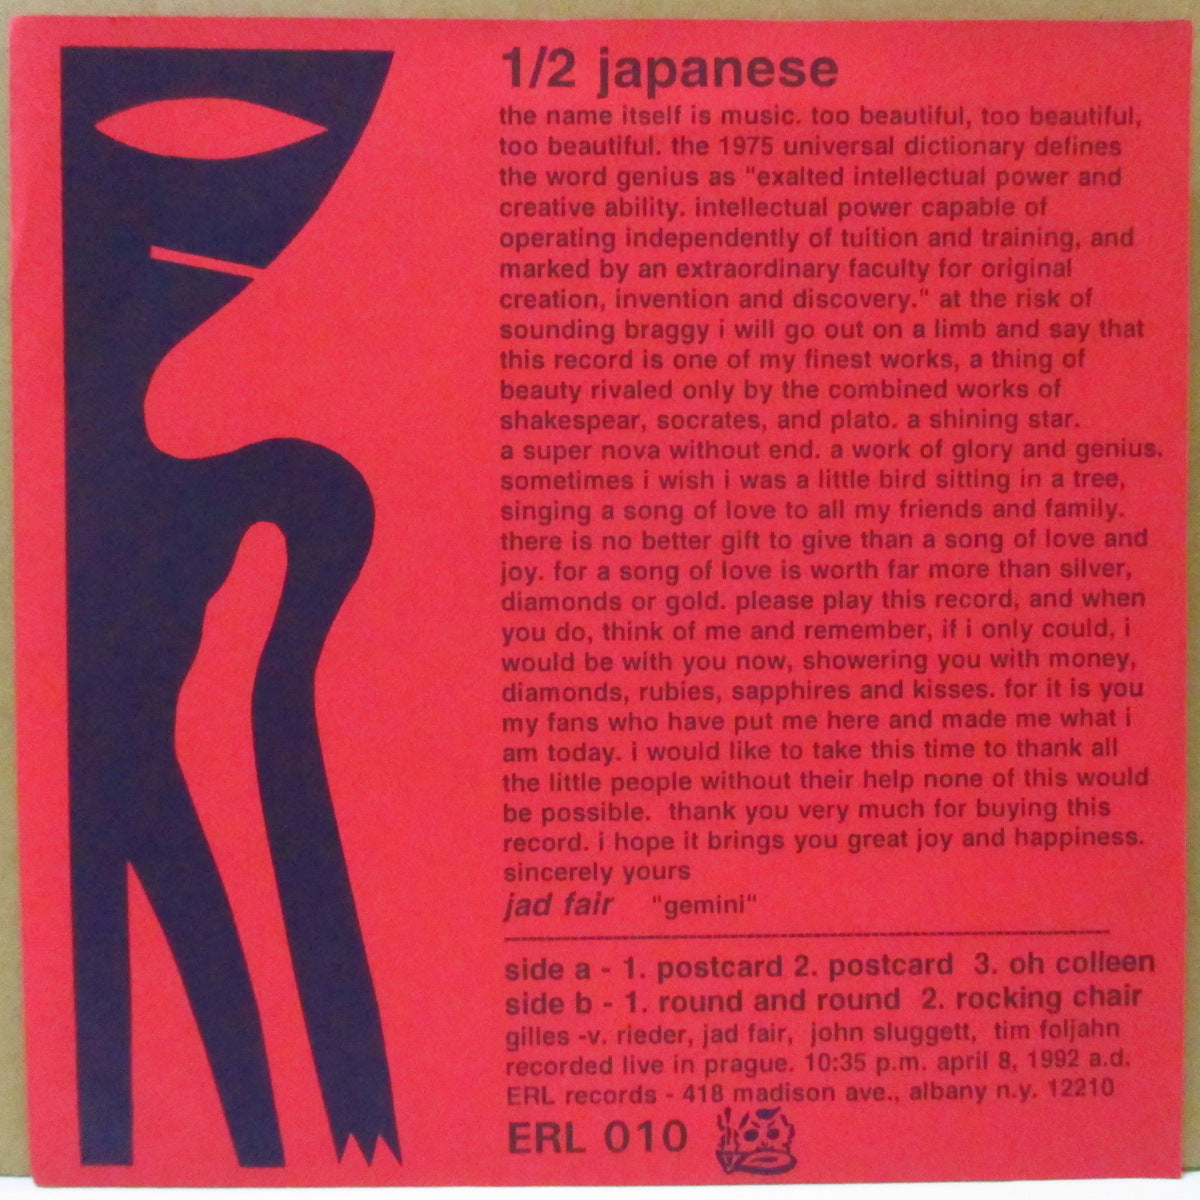 1/2 japanese
the name itself is music. too beautiful, too beautiful,
too beautiful. the 1975 universal dictionary defines
the word genius as "exalted intellectual power and
creative ability. intellectual power capable of
operating independently of tuition and training, and
marked by an extraordinary faculty for original
creation, invention and discovery." at the risk of
sounding braggy i will go out on a limb and say that
this record is one of my finest works, a thing of
beauty rivaled only by the combined works of
shakespear, socrates, and plato. a shining star.
a super nova without end. a work of glory and genius.
sometimes i wish i was a little bird sitting in a tree,
singing a song of love to all my friends and family.
there is no better gift to give than a song of love and
joy. for a song of love is worth far more than silver,
diamonds or gold. please play this record, and when
you do, think of me and remember, if i only could, i
would be with you now, showering you with money,
diamonds, rubies, sapphires and kisses. for it is you
my fans who have put me here and made me what i
am today. i would like to take this time to thank all
the little people without their help none of this would
be possible. thank you very much for buying this
record. i hope it brings you great joy and happiness.
sincerely yours
jad fair "gemini"
side a - 1. postcard 2. postcard 3. oh colleen
side b - 1. round and round 2. rocking chair
gilles -v. rieder, jad fair, john sluggett, tim foljahn
recorded live in prague. 10:35 p.m. april 8, 1992 a.d.
ERL records - 418 madison ave., albany n.y. 12210
ERL 010